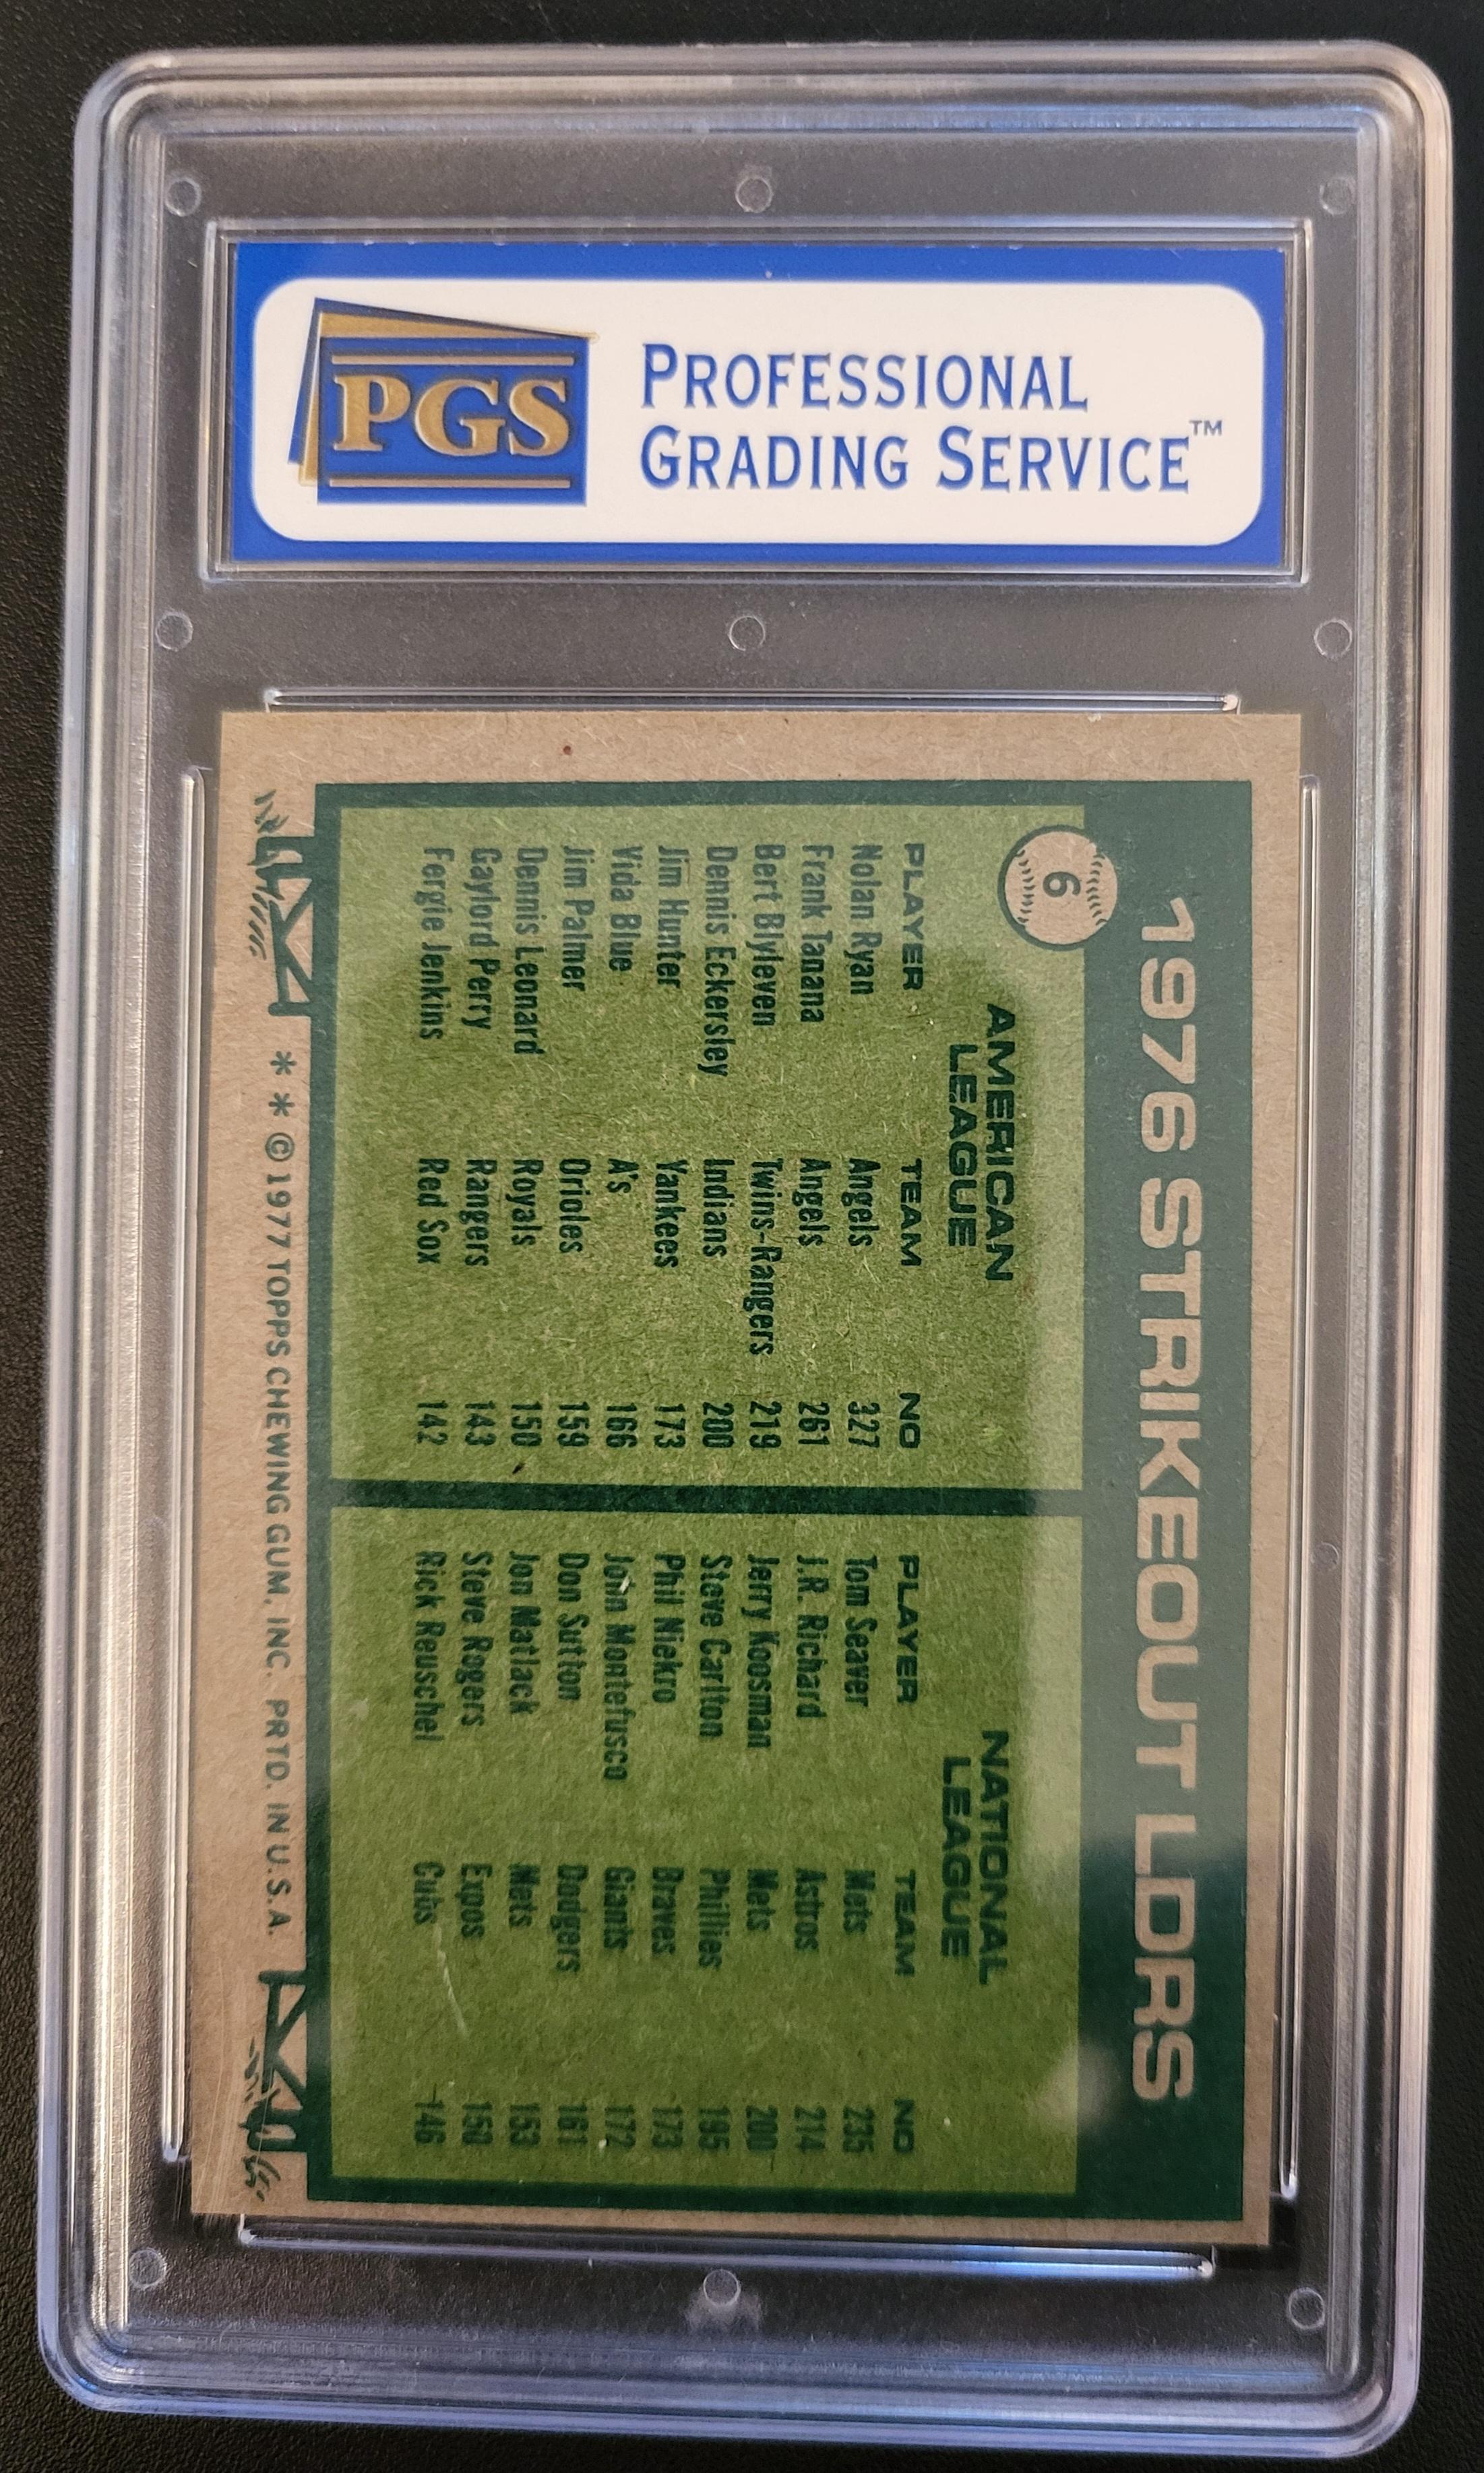 PGS
PROFESSIONAL
GRADING SERVICE™
1976 STRIKEOUT LDRS
6
AMERICAN
LEAGUE
PLAYER TEAM NO
Nolan Ryan Angels 327
Frank Tanana Angels 261
Bert Blyleven Twins-Rangers 219
Dennis Eckersley Indians 200
Jim Hunter Yankees 173
Vida Blue A's 166
Jim Palmer Orioles 159
Dennis Leonard Royals 150
Gaylord Perry Rangers 143
Fergie Jenkins Red Sox 142
NATIONAL
LEAGUE
PLAYER TEAM NO
Tom Seaver Mets 235
J.R. Richard Astros 214
Jerry Koosman Mets 200
Steve Carlton Phillies 195
Phil Niekro Braves 173
John Montefusco Giants 172
Don Sutton Dodgers 161
Jon Matlack Mets 153
Steve Rogers Expos 150
Rick Reuschel Cubs 146
* * © 1977 TOPPS CHEWING GUM, INC. PRTD. IN U.S.A.